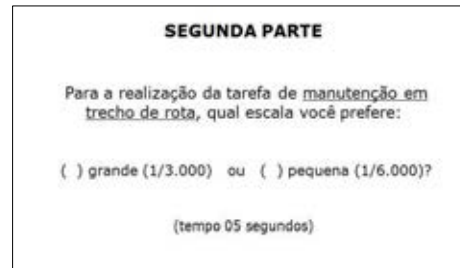 SEGUNDA PARTE
Para a realização da tarefa de manutenção em
trecho de rota, qual escala você prefere:
( ) grande (1/3.000) ou ( ) pequena (1/6.000)?
(tempo 05 segundos)